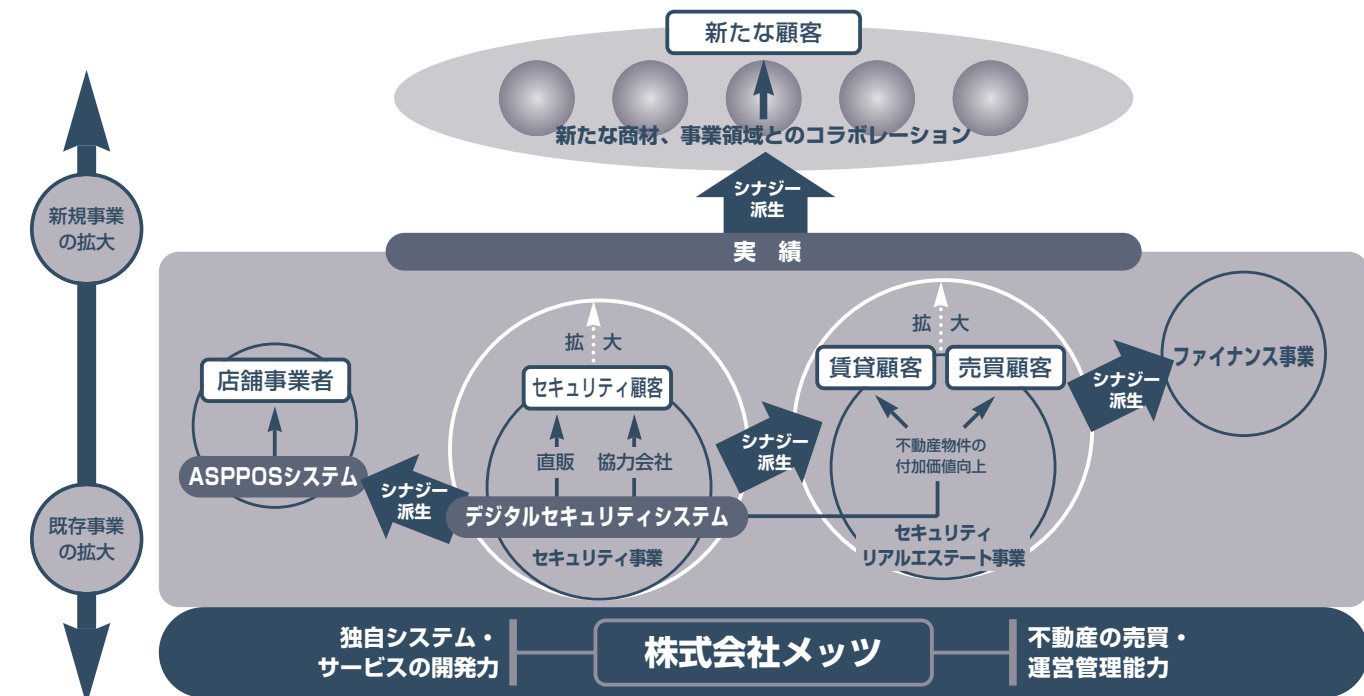 新たな顧客
新たな商材、事業領域とのコラボレーション
シナジー
派生
実 績
新規事業
の拡大
既存事業
の拡大
店舗事業者
ASPPOSシステム
シナジー
派生
拡 大
セキュリティ顧客
直販
協力会社
デジタルセキュリティシステム
セキュリティ事業
シナジー
派生
拡 大
賃貸顧客
売買顧客
不動産物件の
付加価値向上
セキュリティ
リアルエステート事業
シナジー
派生
ファイナンス事業
独自システム・
サービスの開発力
株式会社メッツ
不動産の売買・
運営管理能力